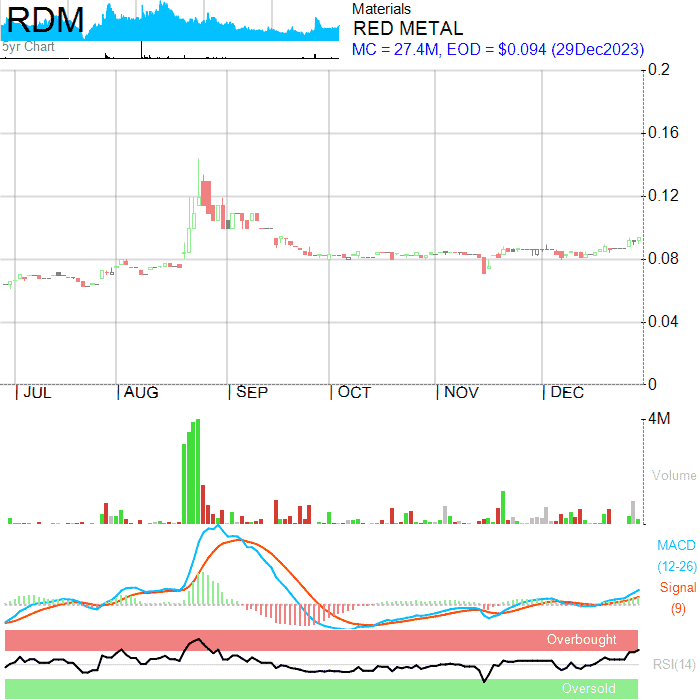 RDM
5yr Chart
Materials
RED METAL
MC = 27.4M, EOD = $0.094 (29Dec2023)
0.2
0.16
0.12
0.08
0.04
0
JUL AUG SEP OCT NOV DEC
4M
Volume
MACD
(12-26)
Signal
(9)
Overbought
RSI(14)
Oversold